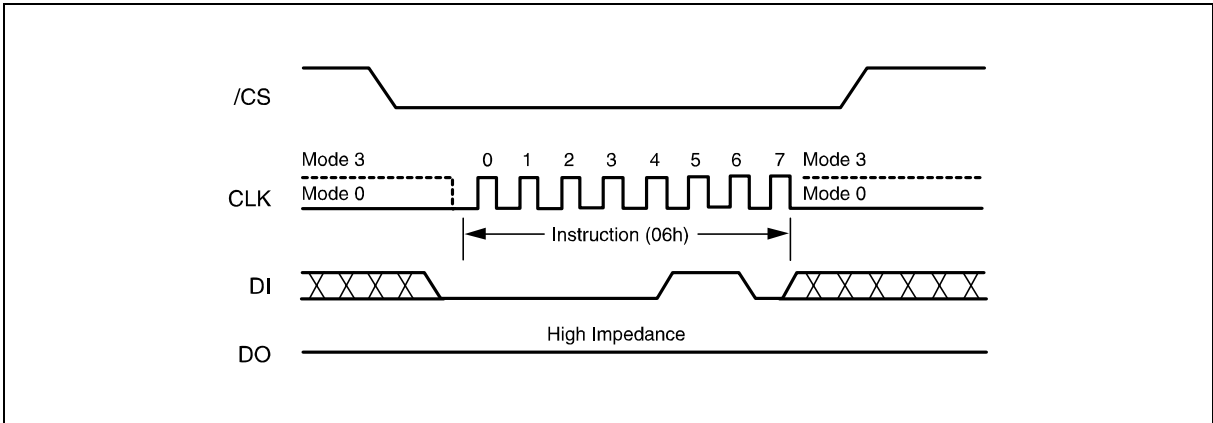 /CS
Mode 3 0 1 2 3 4 5 6 7 Mode 3
CLK Mode 0 Mode 0
Instruction (06h)
DI
High Impedance
DO